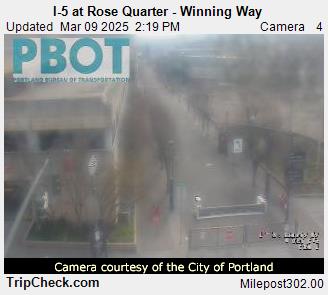 I-5 at Rose Quarter - Winning Way
Updated Mar 09 2025 2:19 PM Camera 4
PBOT
PORTLAND BUREAU OF TRANSPORTATION
Camera courtesy of the City of Portland
TripCheck.com Milepost302.00